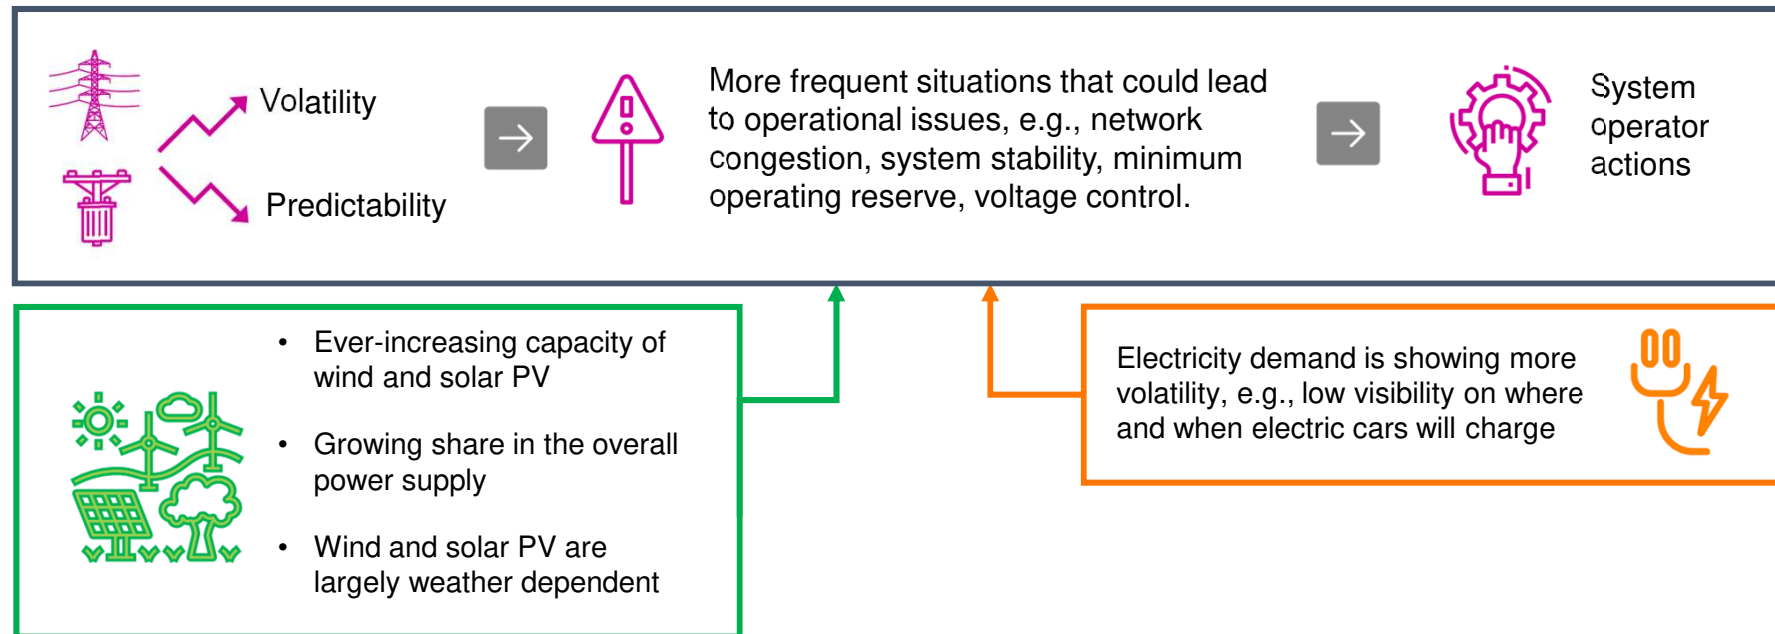 Volatility
Predictability
More frequent situations that could lead
to operational issues, e.g., network
congestion, system stability, minimum
operating reserve, voltage control.
System
operator
actions
• Ever-increasing capacity of
wind and solar PV
• Growing share in the overall
power supply
• Wind and solar PV are
largely weather dependent
Electricity demand is showing more
volatility, e.g., low visibility on where
and when electric cars will charge